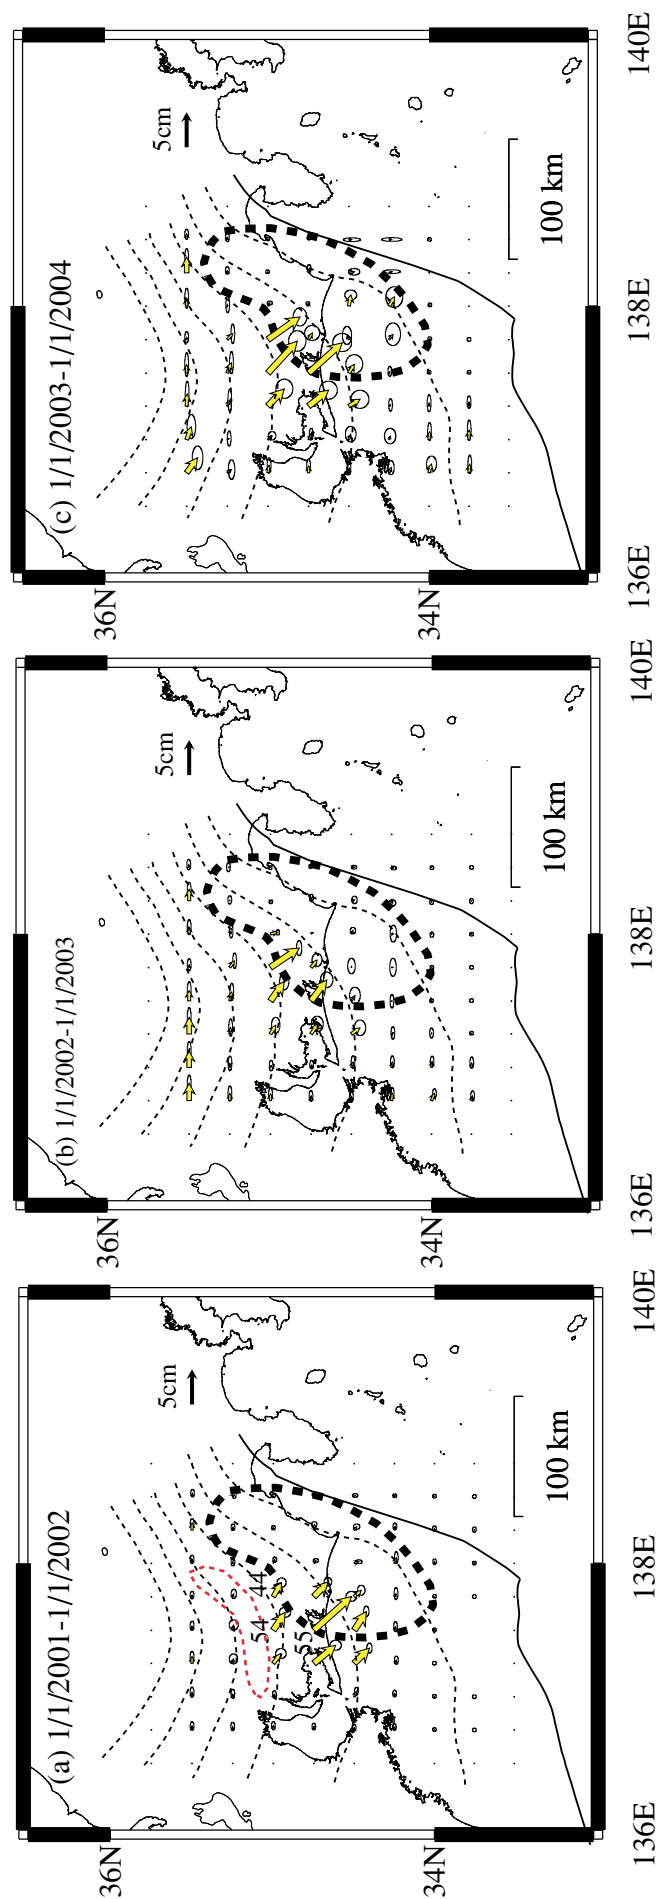 (a) 1/1/2001-1/1/2002
5cm
44
54
55
100 km
36N
34N
136E
138E
140E
(b) 1/1/2002-1/1/2003
5cm
100 km
36N
34N
136E
138E
140E
(c) 1/1/2003-1/1/2004
5cm
100 km
36N
34N
136E
138E
140E